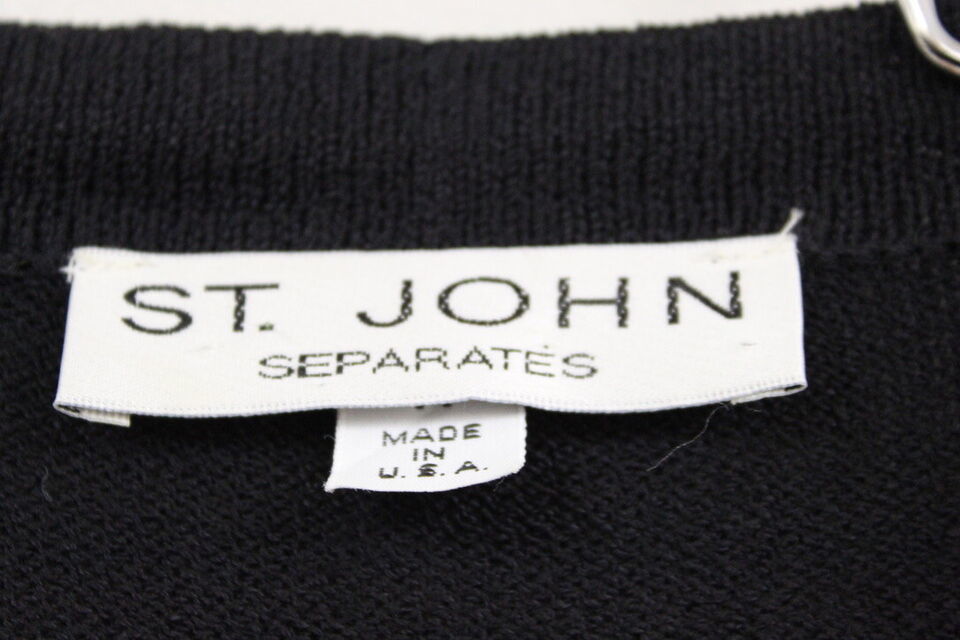 ST. JOHN
SEPARATES
MADE
IN
U.S.A.